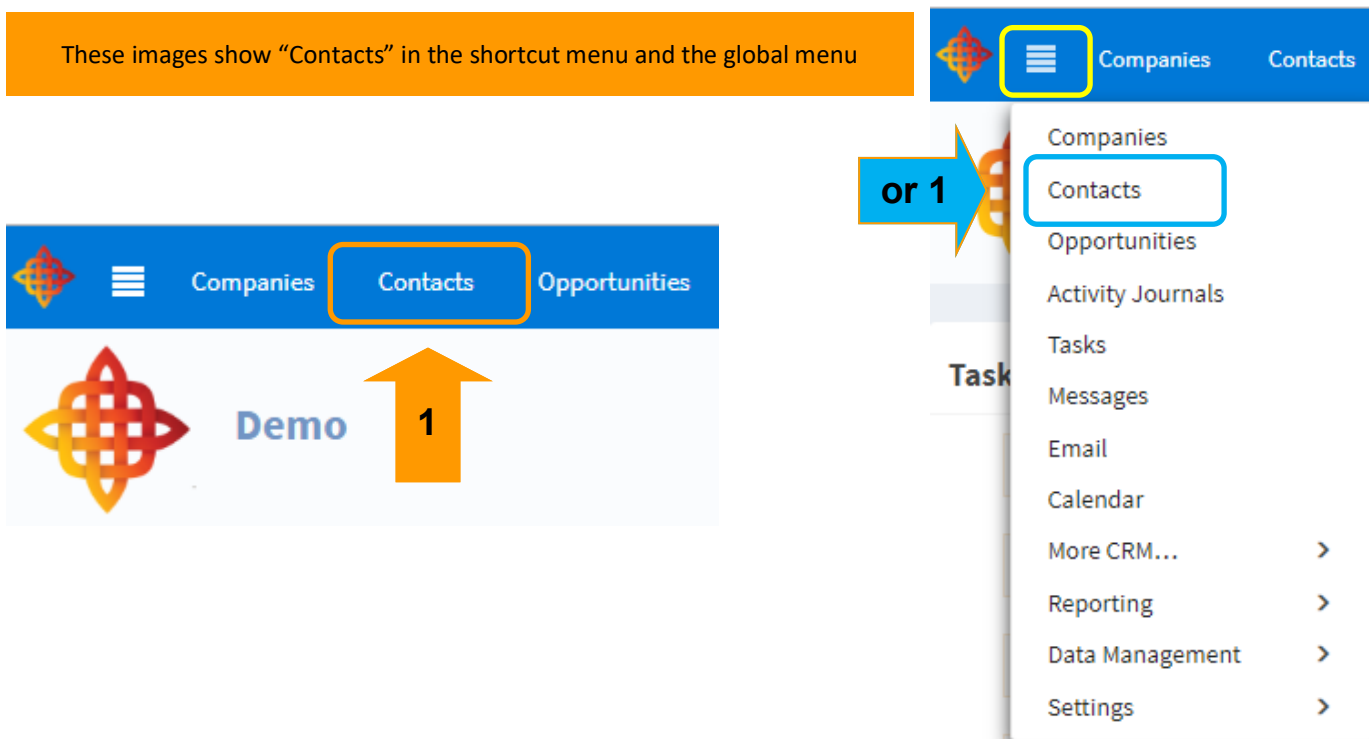 These images show “Contacts” in the shortcut menu and the global menu
Companies Contacts Opportunities
Demo
1
Companies Contacts
or 1
Companies
Contacts
Opportunities
Activity Journals
Task
Tasks
Messages
Email
Calendar
More CRM...
Reporting
Data Management
Settings